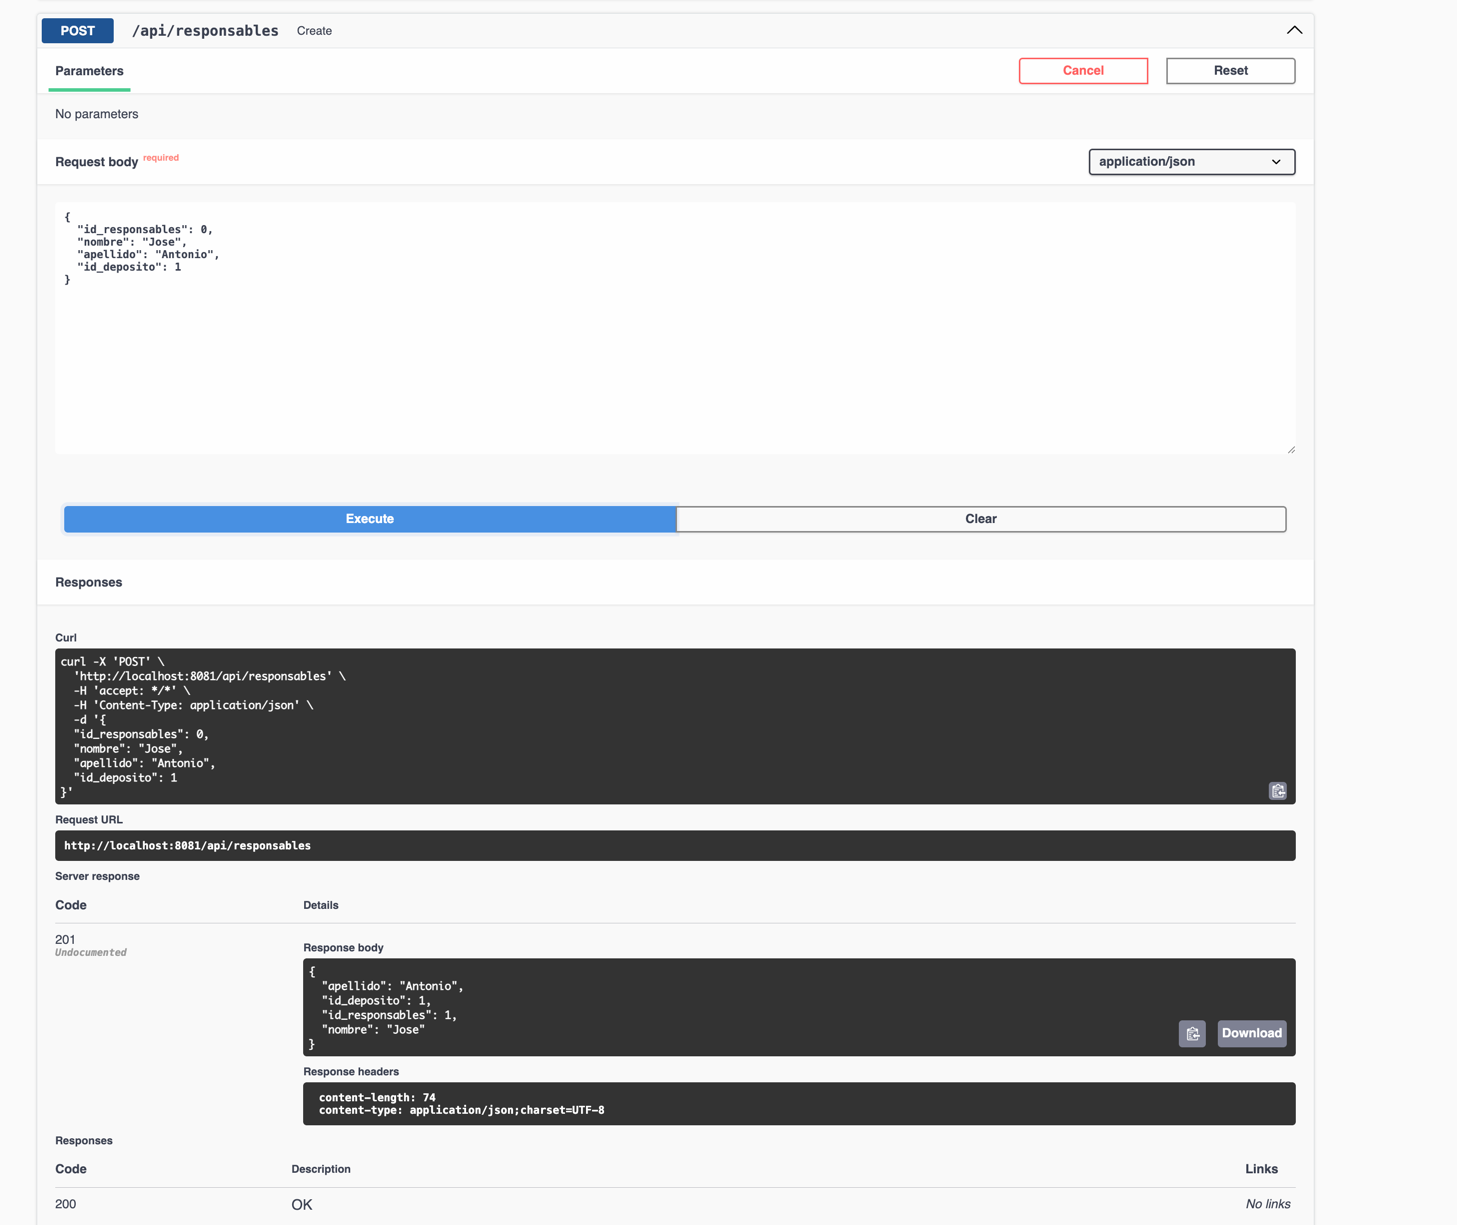 POST /api/responsables Create
Parameters
Cancel
Reset
No parameters
Request body required
application/json
{
  "id_responsables": 0,
  "nombre": "Jose",
  "apellido": "Antonio",
  "id_deposito": 1
}
Execute
Clear
Responses
Curl
curl -X 'POST' \
  'http://localhost:8081/api/responsables' \
  -H 'accept: */*' \
  -H 'Content-Type: application/json' \
  -d '{
  "id_responsables": 0,
  "nombre": "Jose",
  "apellido": "Antonio",
  "id_deposito": 1
}'
Request URL
http://localhost:8081/api/responsables
Server response
Code Details
201
Undocumented
Response body
{
  "apellido": "Antonio",
  "id_deposito": 1,
  "id_responsables": 1,
  "nombre": "Jose"
}
Download
Response headers
content-length: 74
content-type: application/json;charset=UTF-8
Responses
Code Description Links
200 OK No links